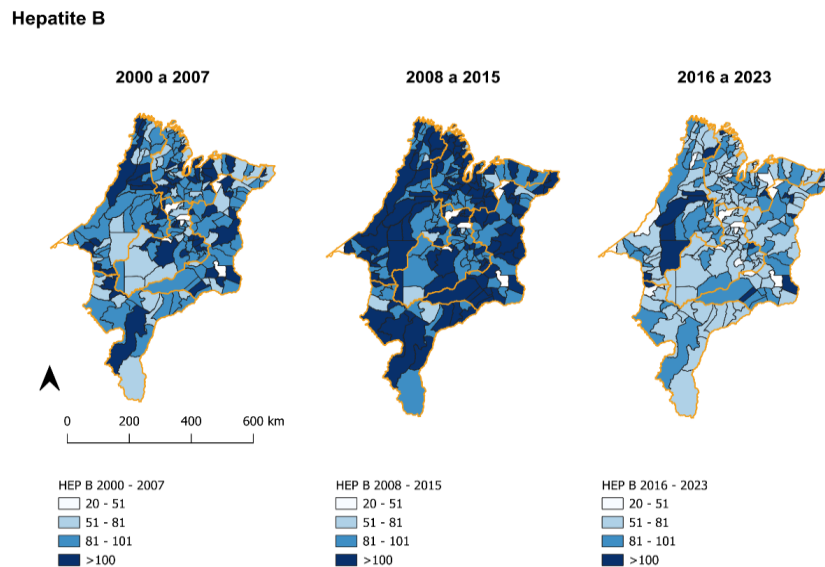 Hepatite B
2000 a 2007
2008 a 2015
2016 a 2023
0 200 400 600 km
HEP B 2000 - 2007
20 - 51
51 - 81
81 - 101
>100
HEP B 2008 - 2015
20 - 51
51 - 81
81 - 101
>100
HEP B 2016 - 2023
20 - 51
51 - 81
81 - 101
>100